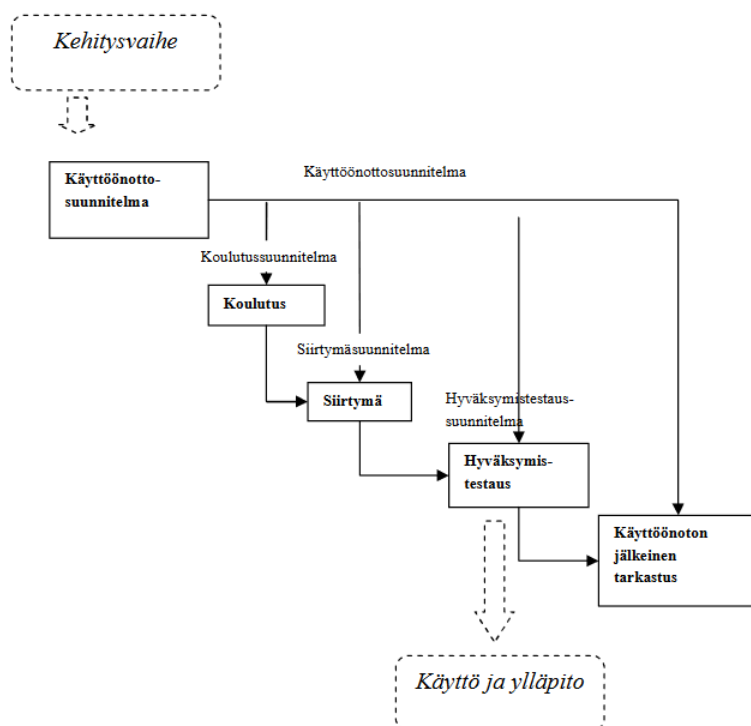 Kehitysvaihe
Käyttöönotto-
suunnitelma
Käyttöönottosuunnitelma
Koulutussuunnitelma
Koulutus
Siirtymäsuunnitelma
Siirtymä
Hyväksymistestaus-
suunnitelma
Hyväksymis-
testaus
Käyttöönoton
jälkeinen
tarkastus
Käyttö ja ylläpito